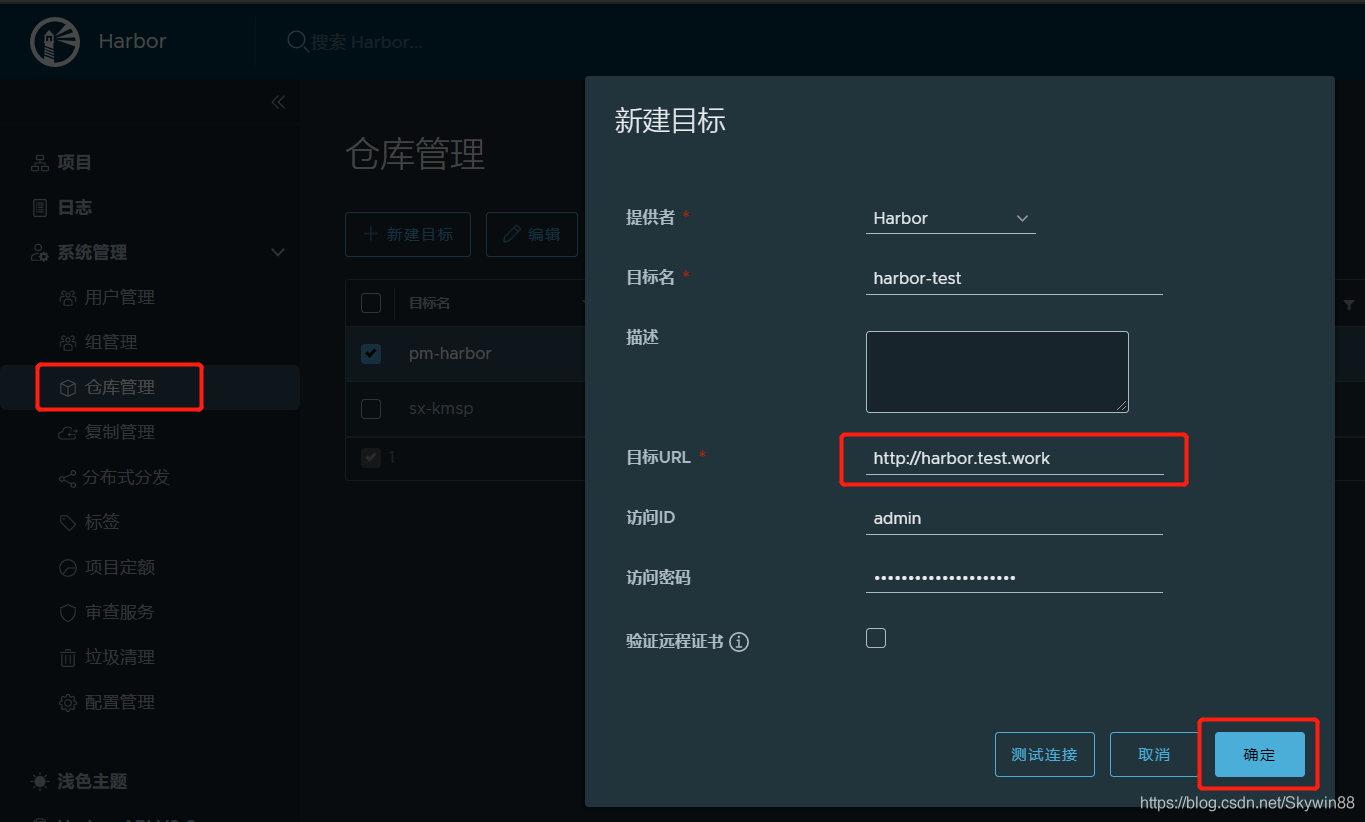 Harbor
搜索 Harbor...
项目
日志
系统管理
用户管理
组管理
仓库管理
复制管理
分布式分发
标签
项目定额
审查服务
垃圾清理
配置管理
浅色主题
仓库管理
新建目标
编辑
目标名
pm-harbor
sx-kmsp
1
新建目标
提供者 *
Harbor
目标名 *
harbor-test
描述
目标URL *
http://harbor.test.work
访问ID
admin
访问密码
•••••••••••••••••••••
验证远程证书
测试连接
取消
确定
https://blog.csdn.net/Skywin88